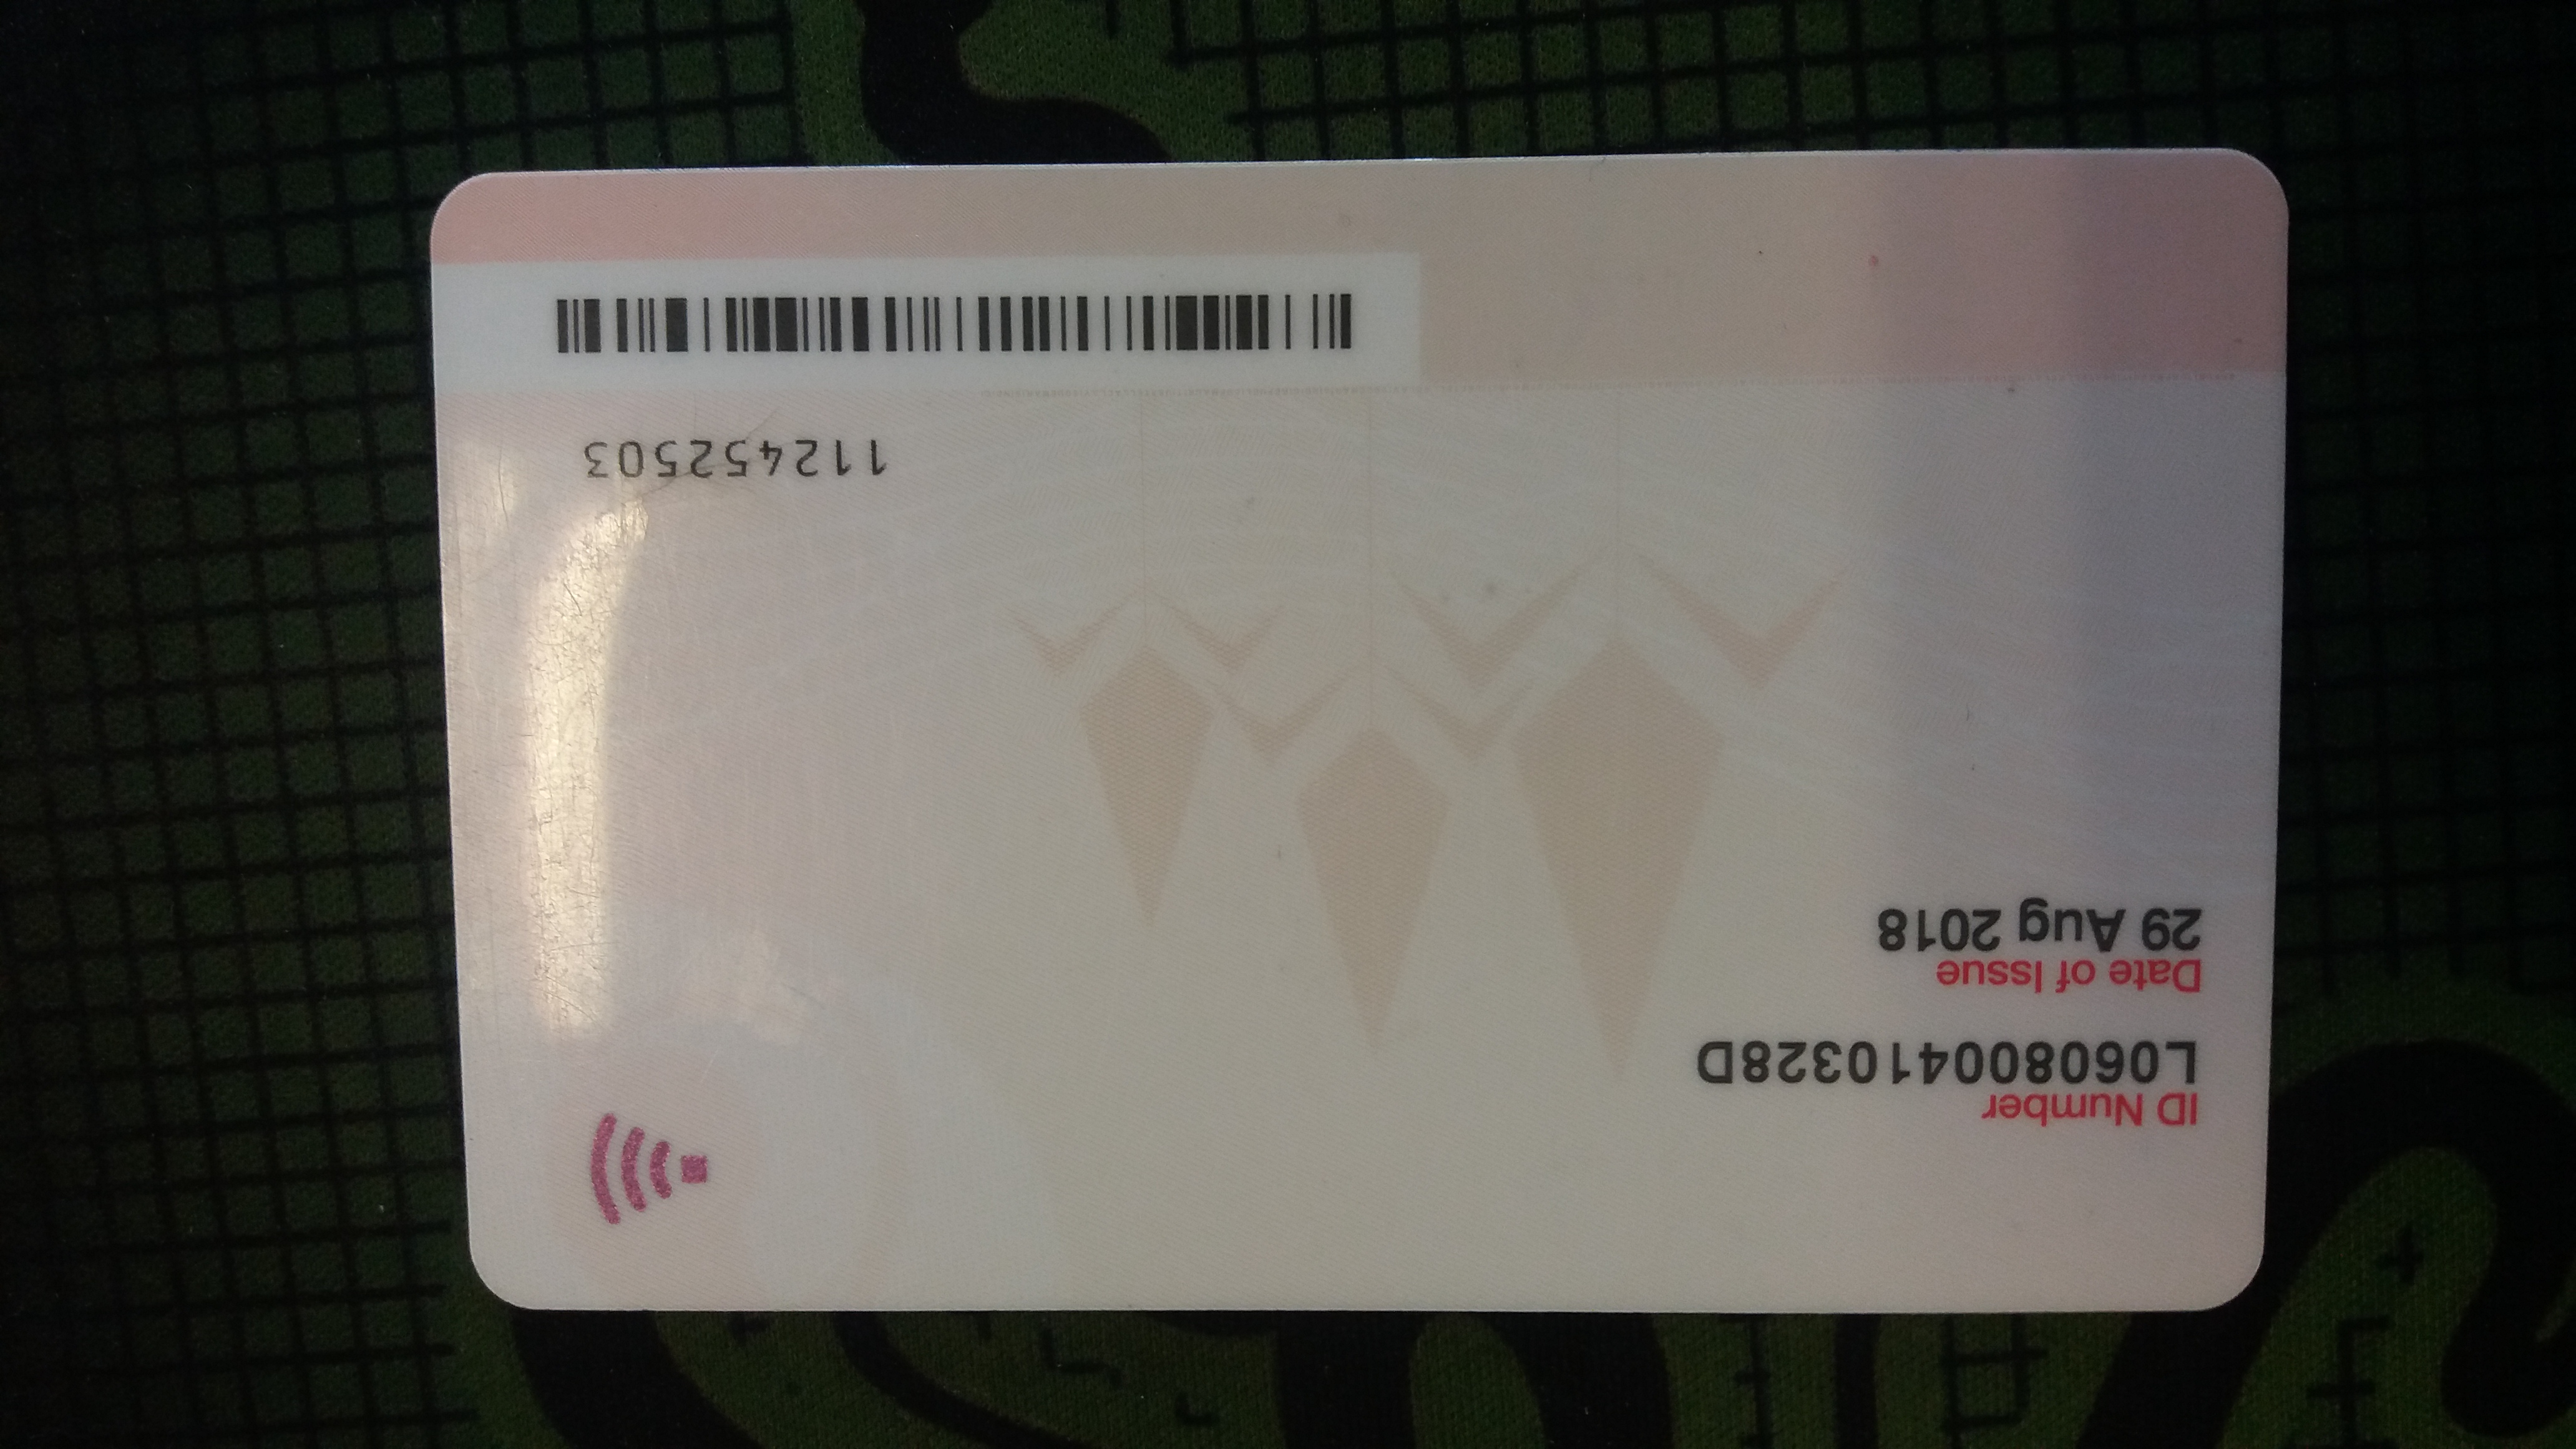 ID Number
L060800410328D
Date of Issue
29 Aug 2018
112452503